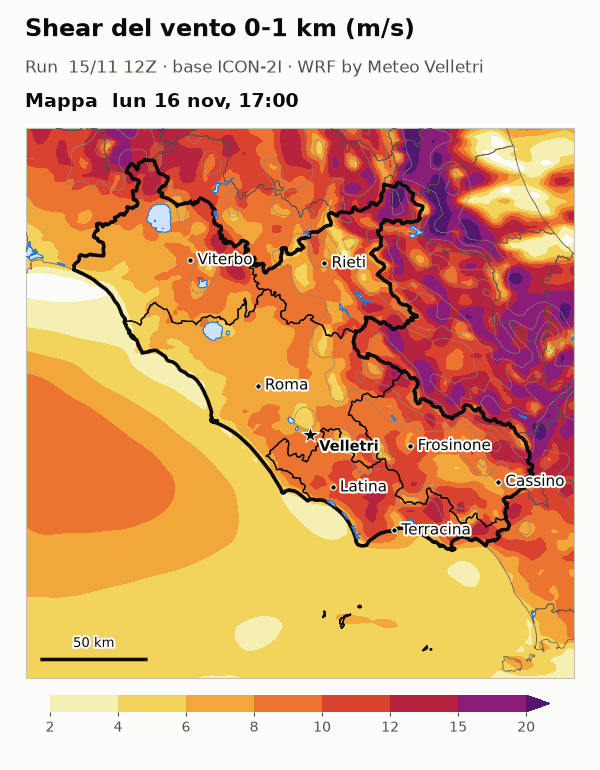 Shear del vento 0-1 km (m/s)
Run  15/11 12Z · base ICON-2I · WRF by Meteo Velletri
Mappa  lun 16 nov, 17:00
Viterbo
Rieti
Roma
Velletri
Frosinone
Latina
Cassino
Terracina
50 km
2 4 6 8 10 12 15 20